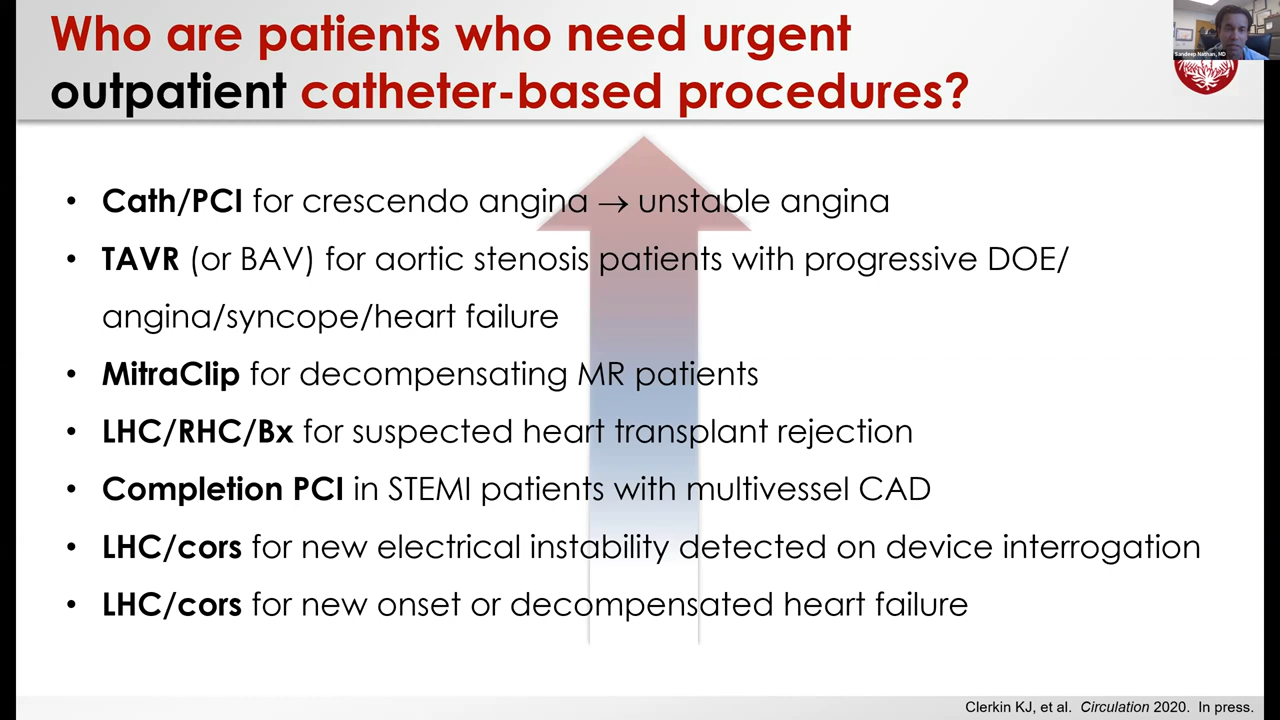 Who are patients who need urgent
outpatient catheter-based procedures?
Sandeep Nathan, MD
• Cath/PCI for crescendo angina → unstable angina
• TAVR (or BAV) for aortic stenosis patients with progressive DOE/
angina/syncope/heart failure
• MitraClip for decompensating MR patients
• LHC/RHC/Bx for suspected heart transplant rejection
• Completion PCI in STEMI patients with multivessel CAD
• LHC/cors for new electrical instability detected on device interrogation
• LHC/cors for new onset or decompensated heart failure
Clerkin KJ, et al. Circulation 2020. In press.